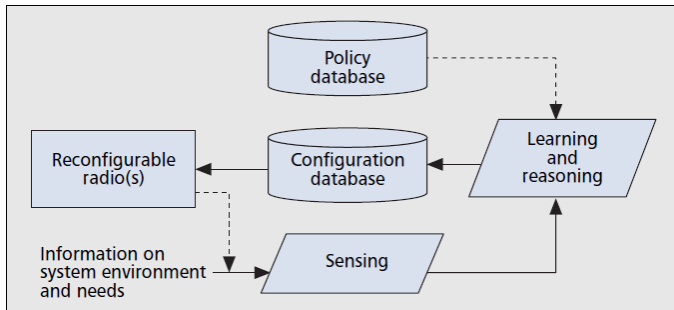 Policy
database
Learning
and
reasoning
Reconfigurable
radio(s)
Configuration
database
Information on
system environment
and needs
Sensing